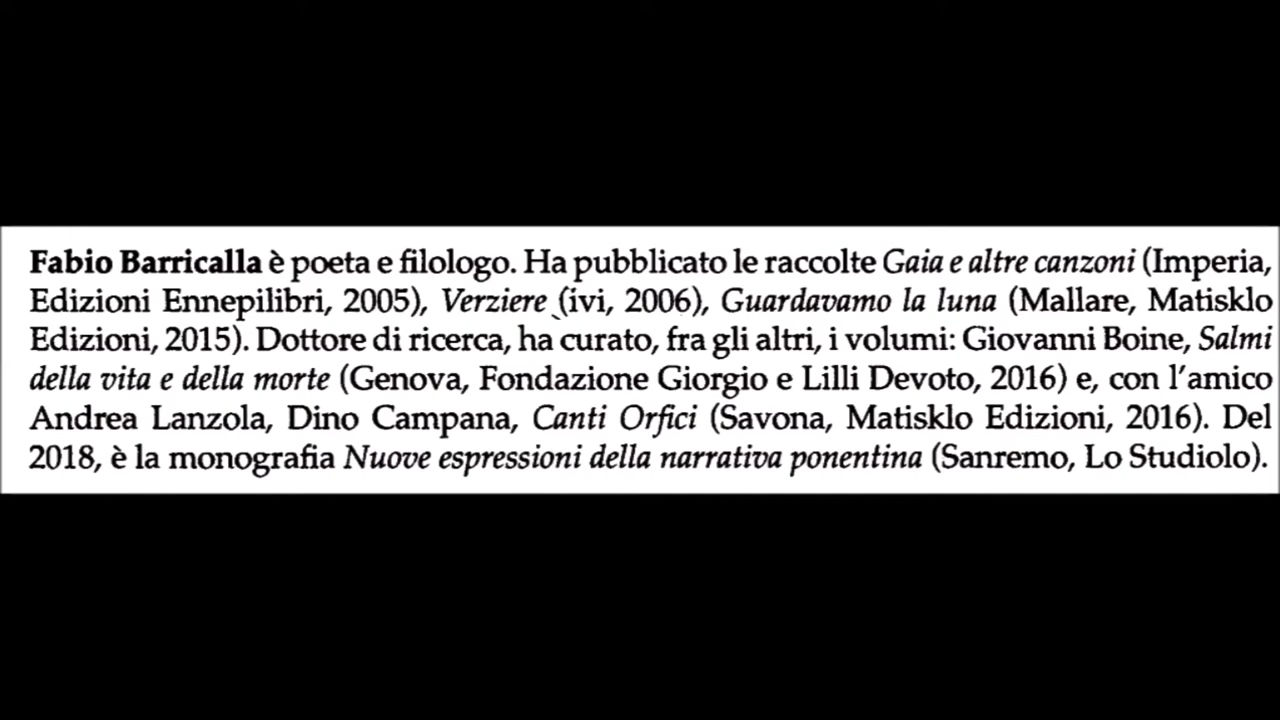 Fabio Barricalla è poeta e filologo. Ha pubblicato le raccolte Gaia e altre canzoni (Imperia,
Edizioni Ennepilibri, 2005), Verziere (ivi, 2006), Guardavamo la luna (Mallare, Matisklo
Edizioni, 2015). Dottore di ricerca, ha curato, fra gli altri, i volumi: Giovanni Boine, Salmi
della vita e della morte (Genova, Fondazione Giorgio e Lilli Devoto, 2016) e, con l'amico
Andrea Lanzola, Dino Campana, Canti Orfici (Savona, Matisklo Edizioni, 2016). Del
2018, è la monografia Nuove espressioni della narrativa ponentina (Sanremo, Lo Studiolo).